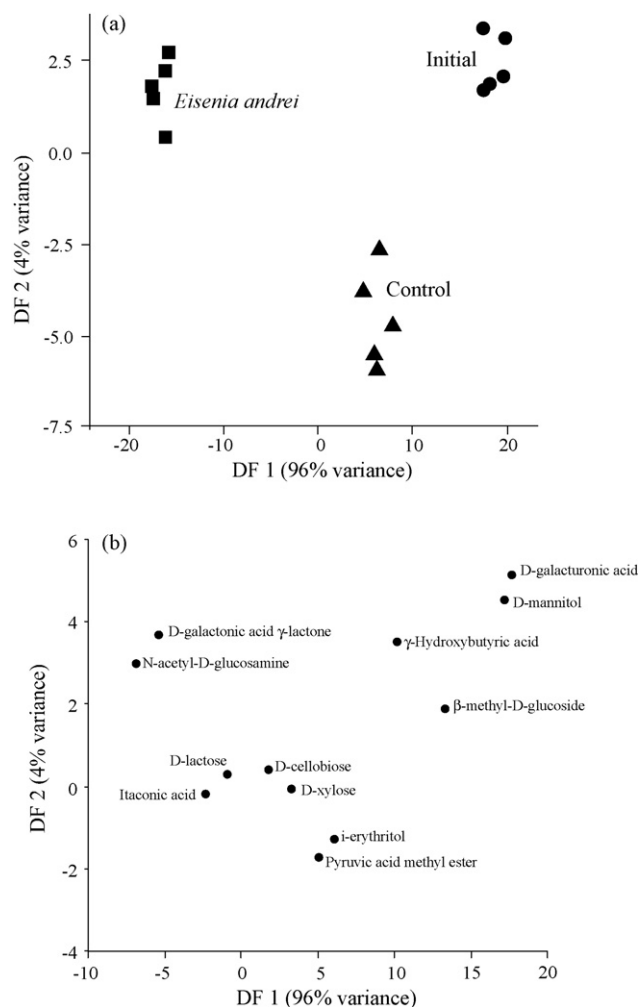 (a)
2.5
0.0
-2.5
-5.0
-7.5
DF 2 (4% variance)
Initial
Eisenia andrei
Control
-20
-10
0
10
20
DF 1 (96% variance)
(b)
6
4
2
0
-2
-4
DF 2 (4% variance)
D-galacturonic acid
D-mannitol
D-galactonic acid γ-lactone
γ-Hydroxybutyric acid
N-acetyl-D-glucosamine
β-methyl-D-glucoside
D-lactose
D-cellobiose
Itaconic acid
D-xylose
i-erythritol
Pyruvic acid methyl ester
-10
-5
0
5
10
15
20
DF 1 (96% variance)